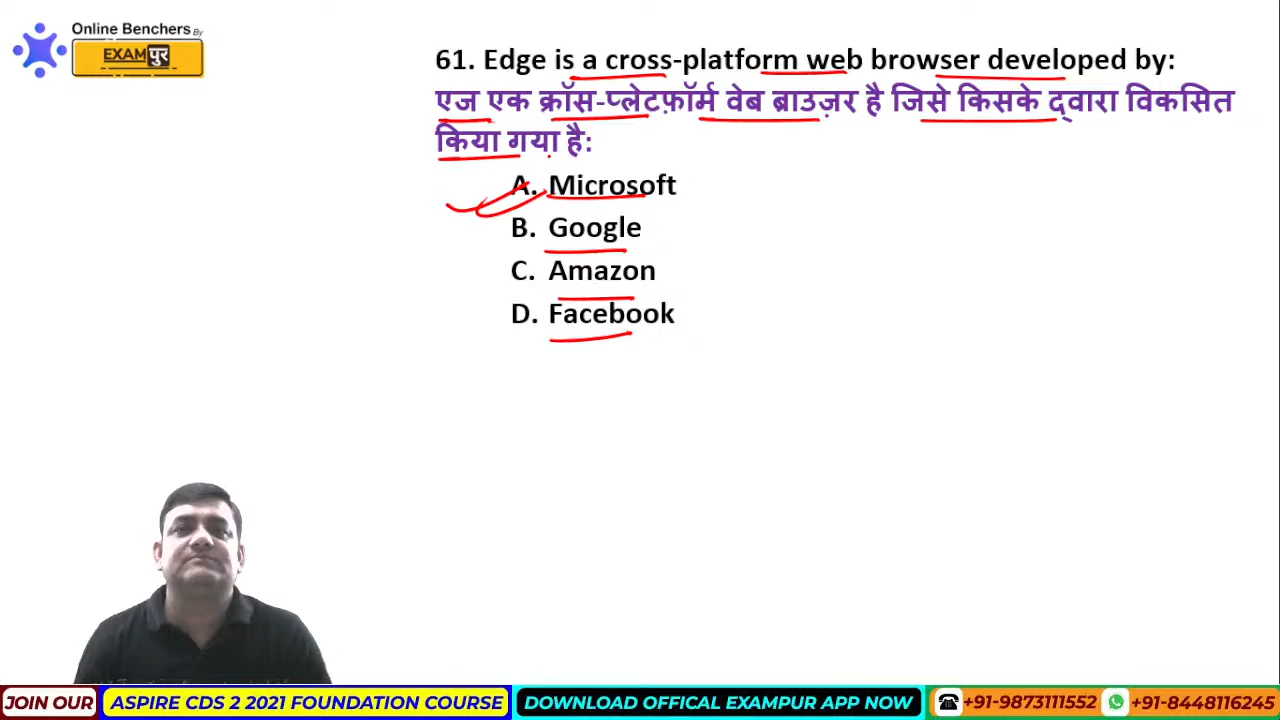 Online Benchers By
EXAMपुर
61. Edge is a cross-platform web browser developed by:
एज एक क्रॉस-प्लेटफ़ॉर्म वेब ब्राउज़र है जिसे किसके द्वारा विकसित
किया गया है:
A. Microsoft
B. Google
C. Amazon
D. Facebook
JOIN OUR ASPIRE CDS 2 2021 FOUNDATION COURSE DOWNLOAD OFFICAL EXAMPUR APP NOW +91-9873111552 +91-8448116245